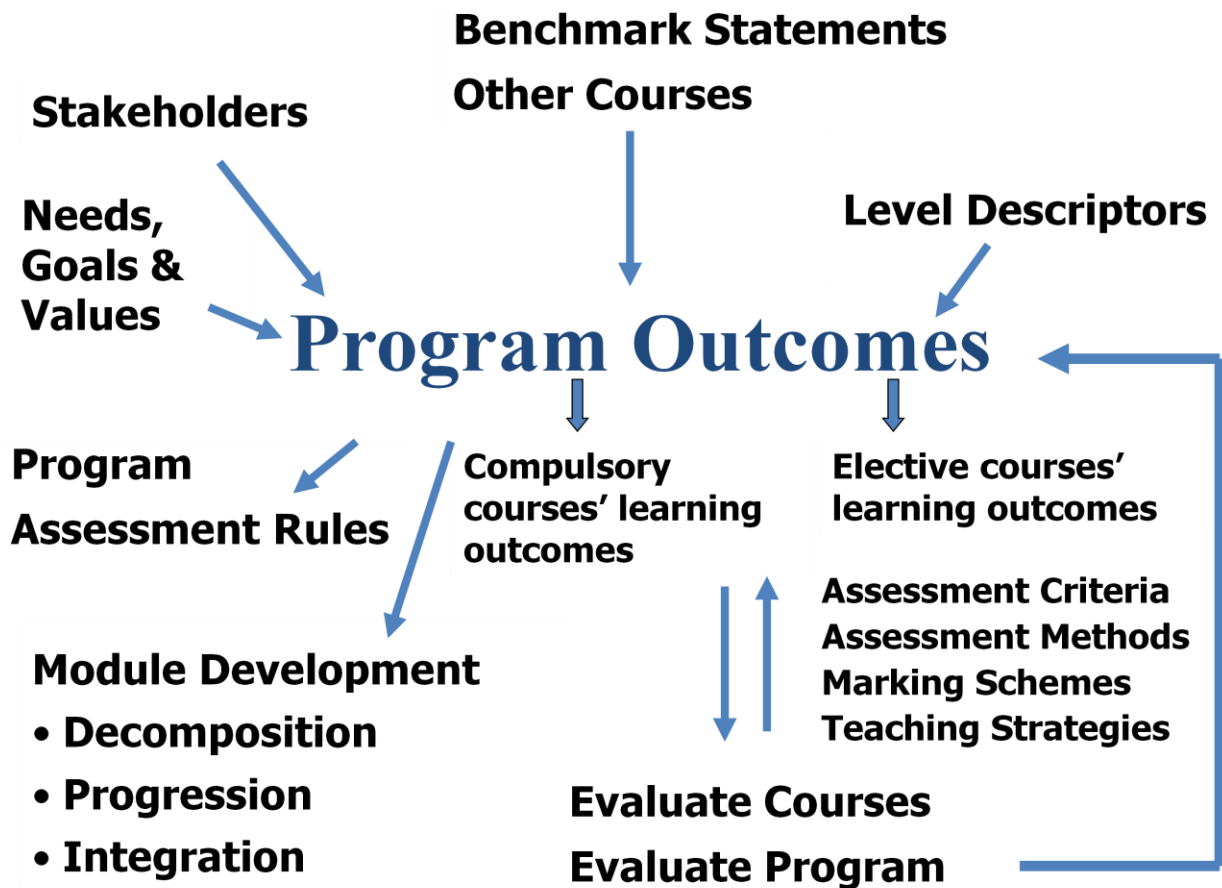 Benchmark Statements
Other Courses
Stakeholders
Needs,
Goals &
Values
Level Descriptors
Program Outcomes
Program
Assessment Rules
Compulsory
courses’ learning
outcomes
Elective courses’
learning outcomes
Assessment Criteria
Assessment Methods
Marking Schemes
Teaching Strategies
Module Development
• Decomposition
• Progression
• Integration
Evaluate Courses
Evaluate Program